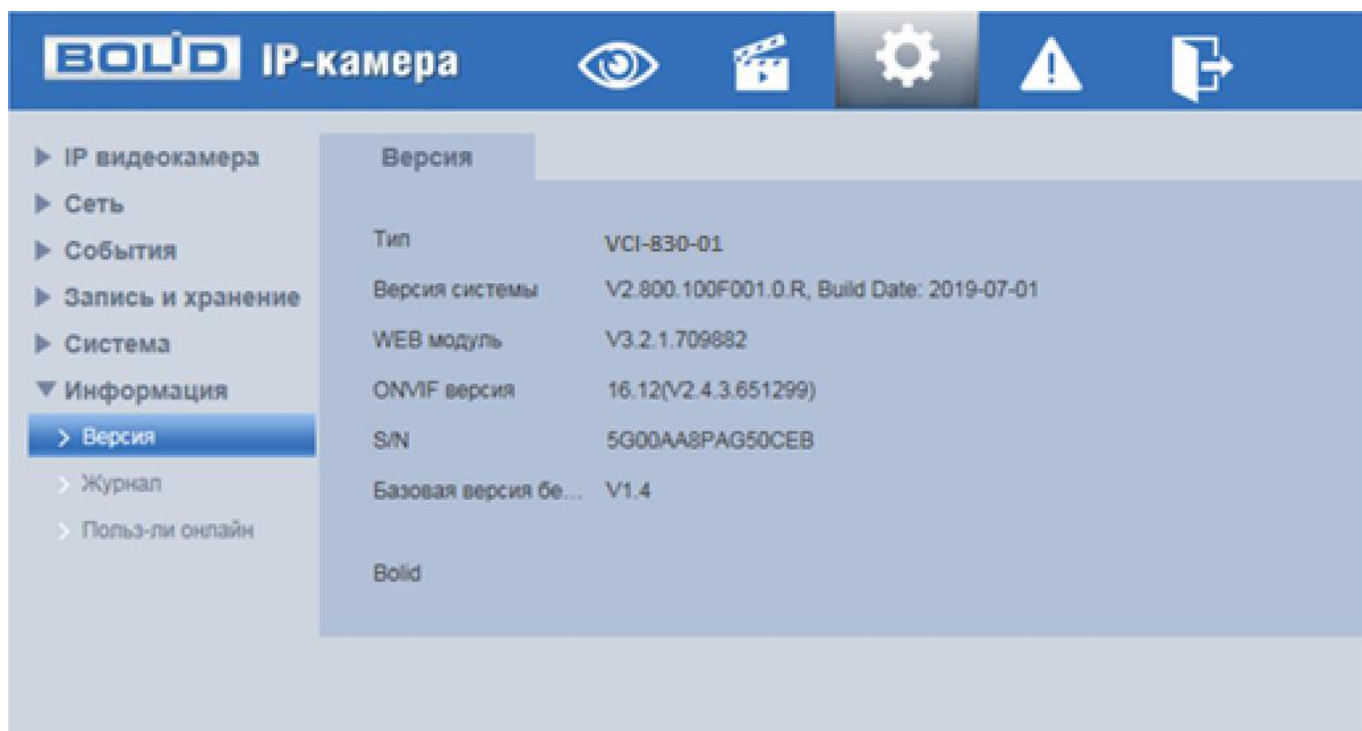 BOLID IP-камера
IP видеокамера
Сеть
События
Запись и хранение
Система
Информация
Версия
Журнал
Польз-ли онлайн
Версия
Тип VCI-830-01
Версия системы V2.800.100F001.0.R, Build Date: 2019-07-01
WEB модуль V3.2.1.709882
ONVIF версия 16.12(V2.4.3.651299)
S/N 5G00AA8PAG50CEB
Базовая версия бе... V1.4
Bolid